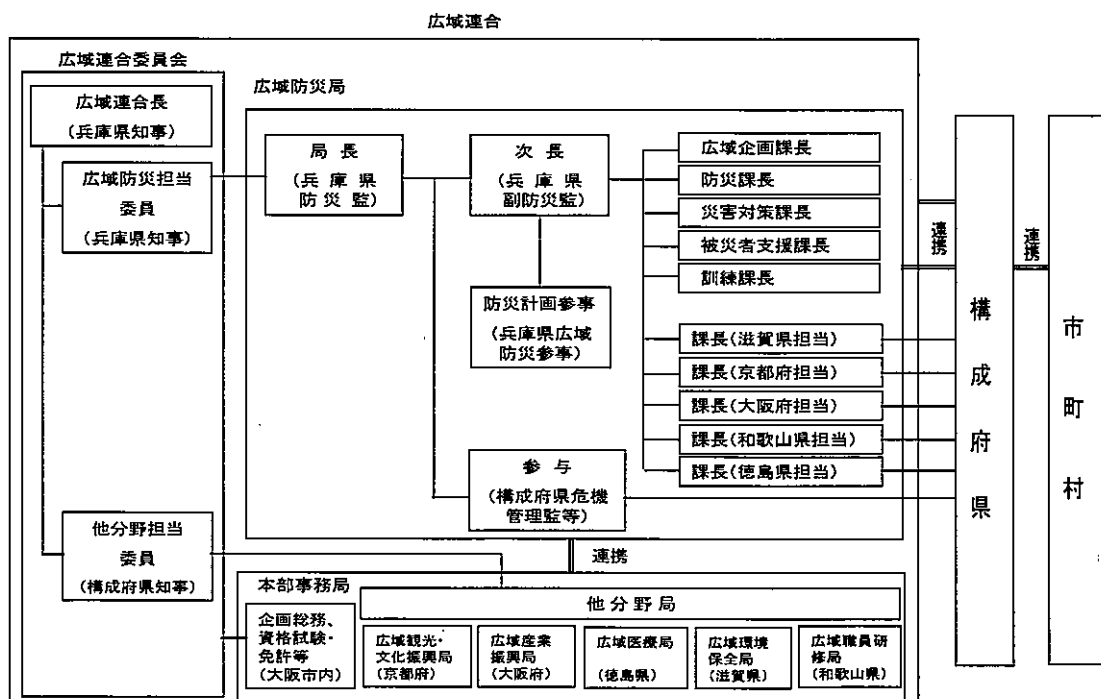 広域連合
広域連合委員会
広域連合長
(兵庫県知事)
広域防災担当
委員
(兵庫県知事)
他分野担当
委員
(構成府県知事)
広域防災局
局長
(兵庫県
防災監)
次長
(兵庫県
副防災監)
防災計画参事
(兵庫県広域
防災参事)
参与
(構成府県危機
管理監等)
広域企画課長
防災課長
災害対策課長
被災者支援課長
訓練課長
課長(滋賀県担当)
課長(京都府担当)
課長(大阪府担当)
課長(和歌山県担当)
課長(徳島県担当)
連携
構成府県
連携
市町村
連携
本部事務局
企画総務、
資格試験・
免許等
(大阪市内)
他分野局
広域観光・
文化振興局
(京都府)
広域産業
振興局
(大阪府)
広域医療局
(徳島県)
広域環境
保全局
(滋賀県)
広域職員研
修局
(和歌山県)